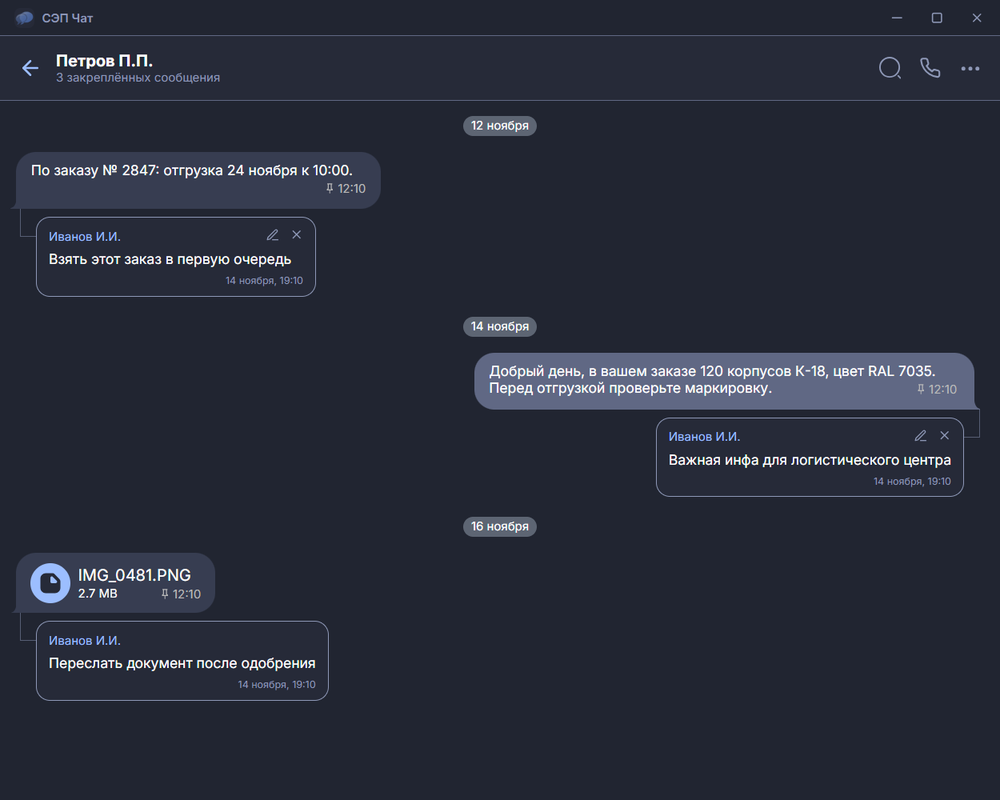 СЭП Чат
Петров П.П.
3 закреплённых сообщения
12 ноября
По заказу № 2847: отгрузка 24 ноября к 10:00.
12:10
Иванов И.И.
Взять этот заказ в первую очередь
14 ноября, 19:10
14 ноября
Добрый день, в вашем заказе 120 корпусов К-18, цвет RAL 7035.
Перед отгрузкой проверьте маркировку.
12:10
Иванов И.И.
Важная инфа для логистического центра
14 ноября, 19:10
16 ноября
IMG_0481.PNG
2.7 MB
12:10
Иванов И.И.
Переслать документ после одобрения
14 ноября, 19:10